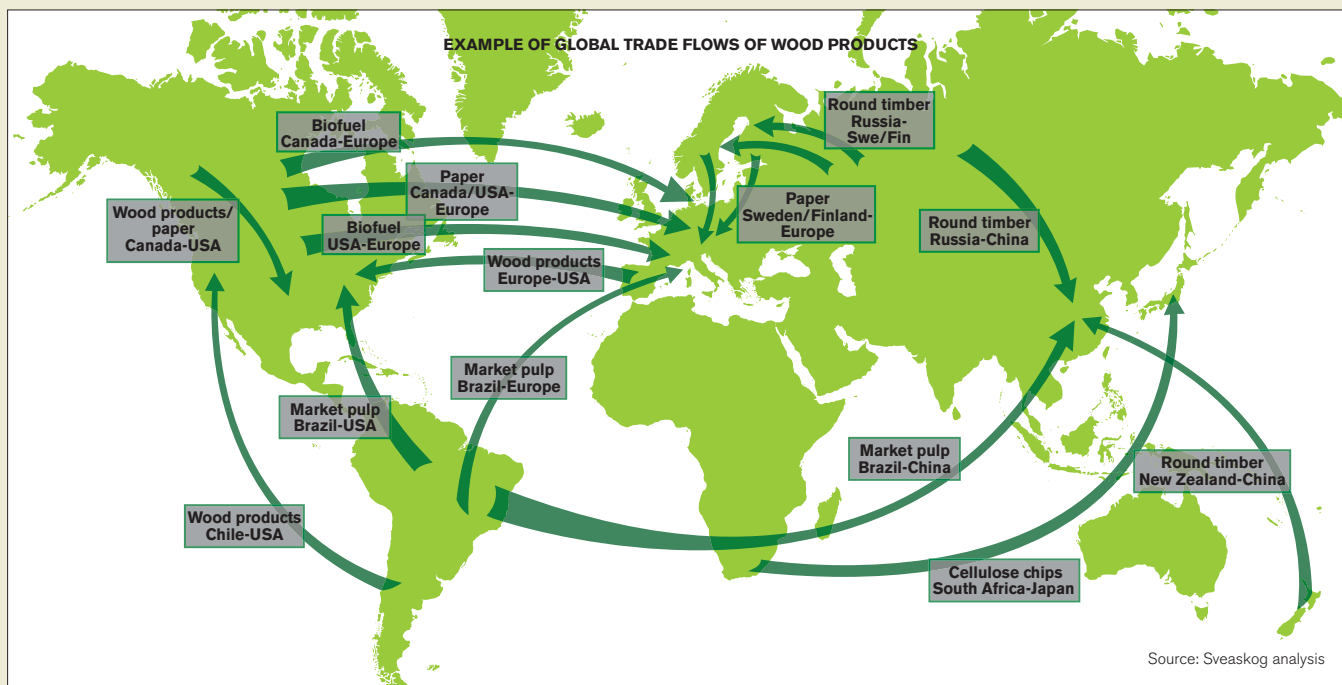 EXAMPLE OF GLOBAL TRADE FLOWS OF WOOD PRODUCTS
Biofuel
Canada-Europe
Round timber
Russia-
Swe/Fin
Paper
Canada/USA-
Europe
Wood products/
paper
Canada-USA
Biofuel
USA-Europe
Paper
Sweden/Finland-
Europe
Round timber
Russia-China
Wood products
Europe-USA
Market pulp
Brazil-Europe
Market pulp
Brazil-USA
Market pulp
Brazil-China
Round timber
New Zealand-China
Wood products
Chile-USA
Cellulose chips
South Africa-Japan
Source: Sveaskog analysis